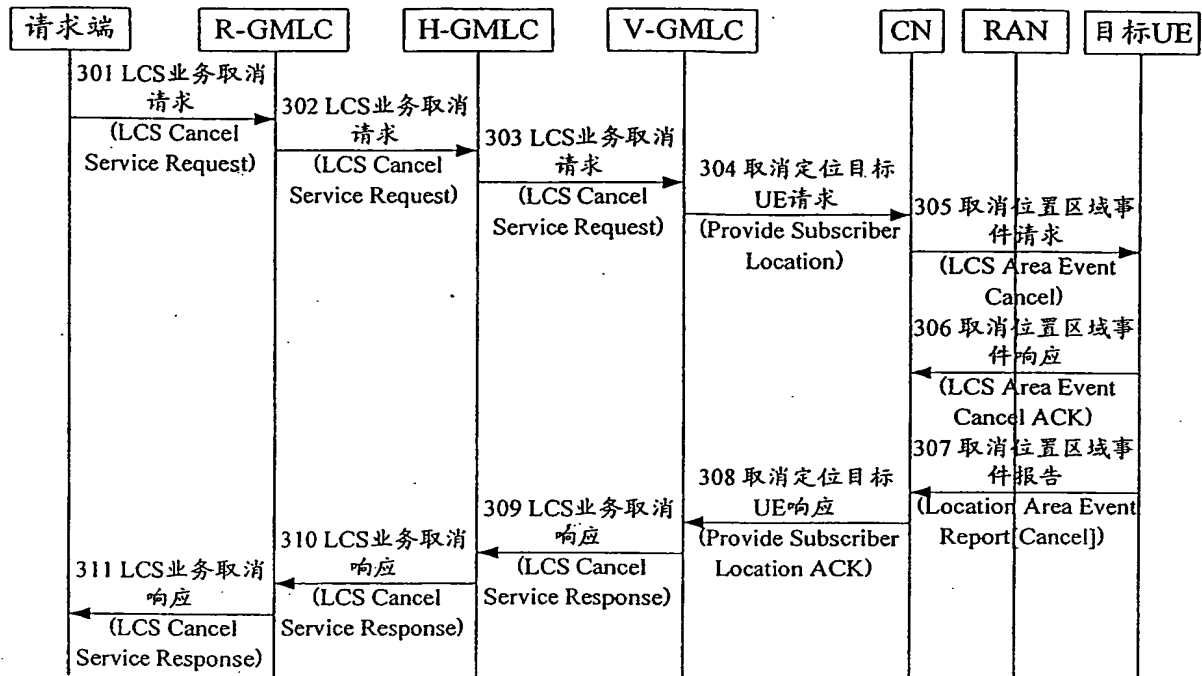 请求端
R-GMLC
H-GMLC
V-GMLC
CN
RAN
目标UE
301 LCS业务取消
请求
(LCS Cancel
Service Request)
302 LCS业务取消
请求
(LCS Cancel
Service Request)
303 LCS业务取消
请求
(LCS Cancel
Service Request)
304 取消定位目标
UE请求
(Provide Subscriber
Location)
305 取消位置区域事
件请求
(LCS Area Event
Cancel)
306 取消位置区域事
件响应
(LCS Area Event
Cancel ACK)
307 取消位置区域事
件报告
(Location Area Event
Report[Cancel])
308 取消定位目标
UE响应
(Provide Subscriber
Location ACK)
309 LCS业务取消
响应
(LCS Cancel
Service Response)
310 LCS业务取消
响应
(LCS Cancel
Service Response)
311 LCS业务取消
响应
(LCS Cancel
Service Response)